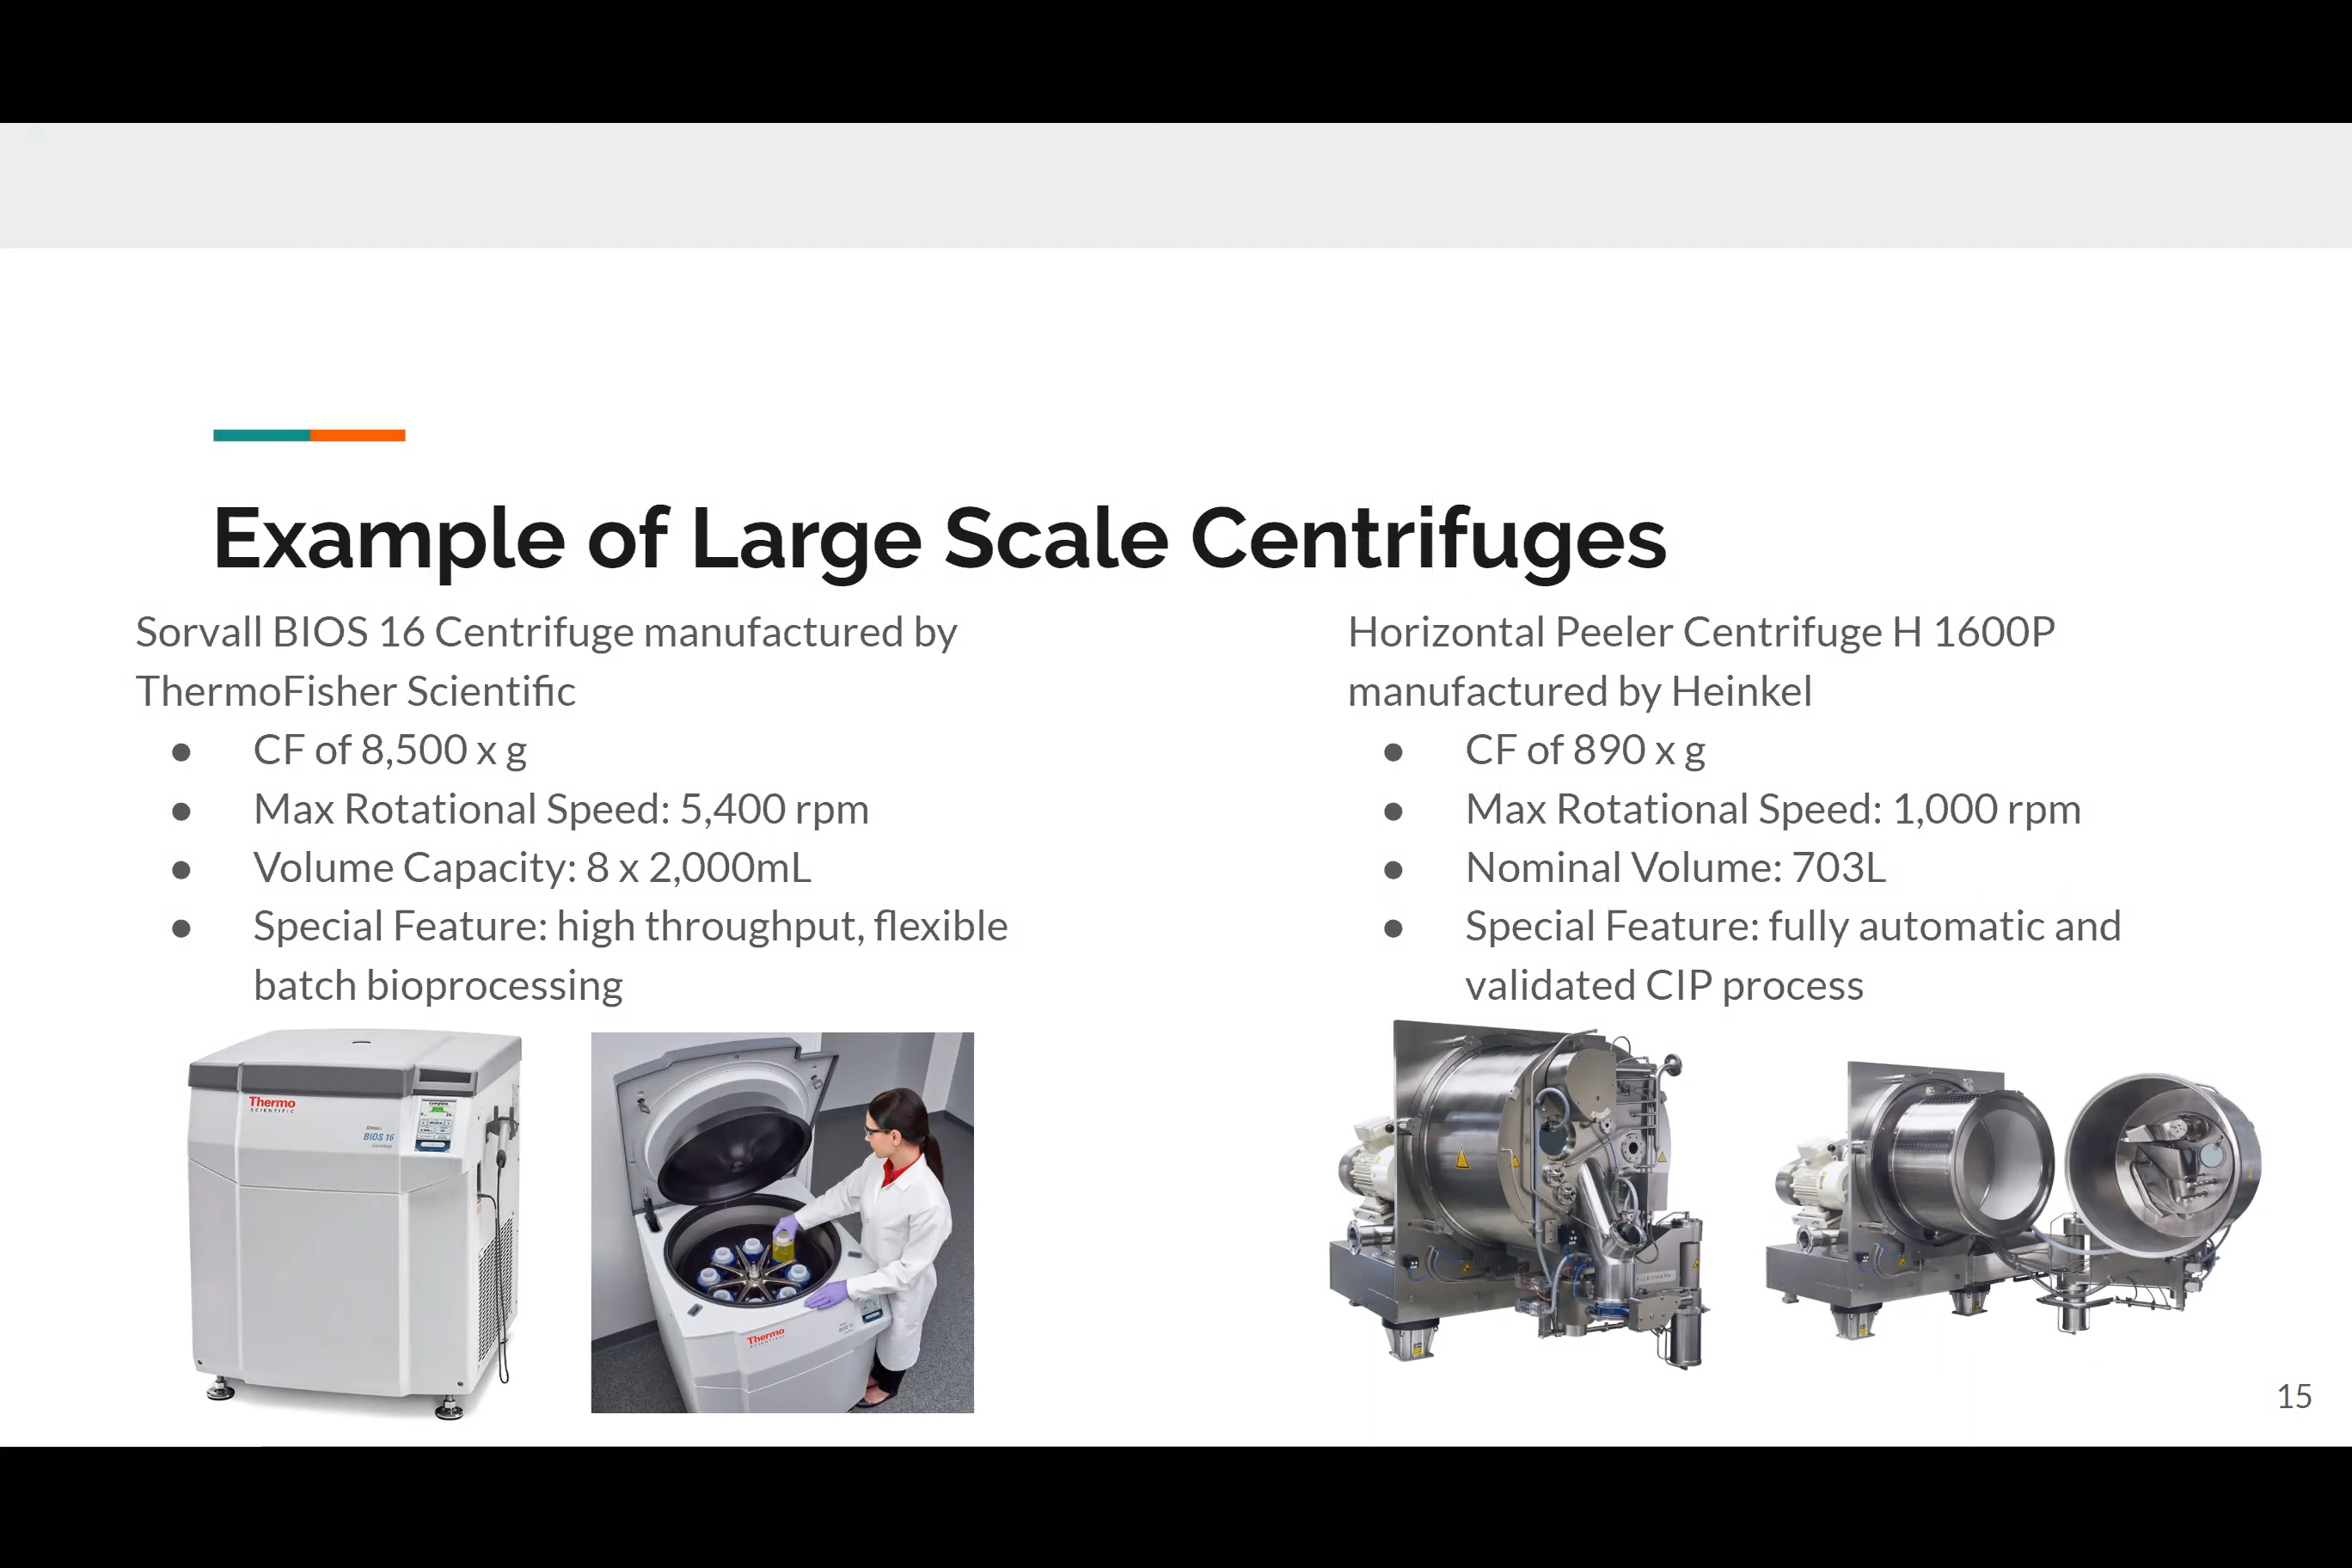 Example of Large Scale Centrifuges
Sorvall BIOS 16 Centrifuge manufactured by
ThermoFisher Scientific
● CF of 8,500 x g
● Max Rotational Speed: 5,400 rpm
● Volume Capacity: 8 x 2,000mL
● Special Feature: high throughput, flexible
batch bioprocessing
Horizontal Peeler Centrifuge H 1600P
manufactured by Heinkel
● CF of 890 x g
● Max Rotational Speed: 1,000 rpm
● Nominal Volume: 703L
● Special Feature: fully automatic and
validated CIP process
Thermo
SCIENTIFIC
BIOS 16
Thermo
SCIENTIFIC
15